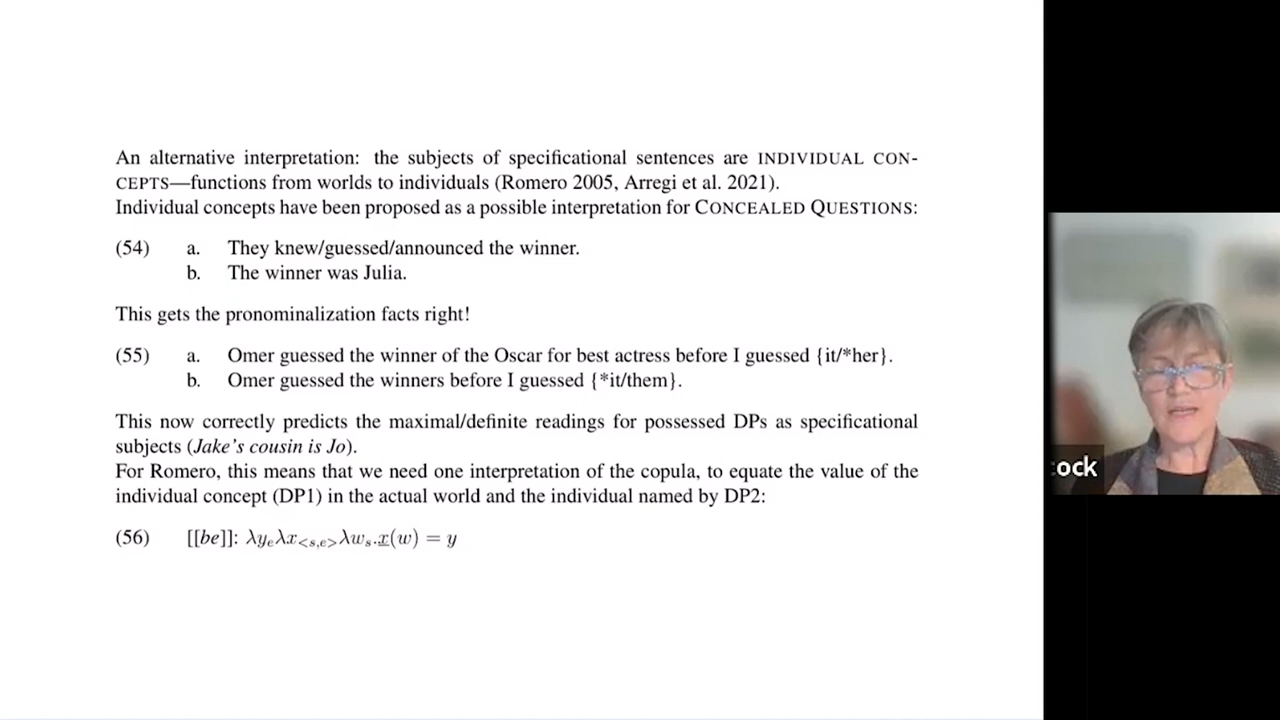 An alternative interpretation: the subjects of specificational sentences are INDIVIDUAL CON-
CEPTS—functions from worlds to individuals (Romero 2005, Arregi et al. 2021).
Individual concepts have been proposed as a possible interpretation for CONCEALED QUESTIONS:
(54) a. They knew/guessed/announced the winner.
b. The winner was Julia.
This gets the pronominalization facts right!
(55) a. Omer guessed the winner of the Oscar for best actress before I guessed {it/*her}.
b. Omer guessed the winners before I guessed {*it/them}.
This now correctly predicts the maximal/definite readings for possessed DPs as specificational
subjects (Jake's cousin is Jo).
For Romero, this means that we need one interpretation of the copula, to equate the value of the
individual concept (DP1) in the actual world and the individual named by DP2:
(56) [[be]]: λyₑλx<s,e>λwₛ.x(w) = y
ock